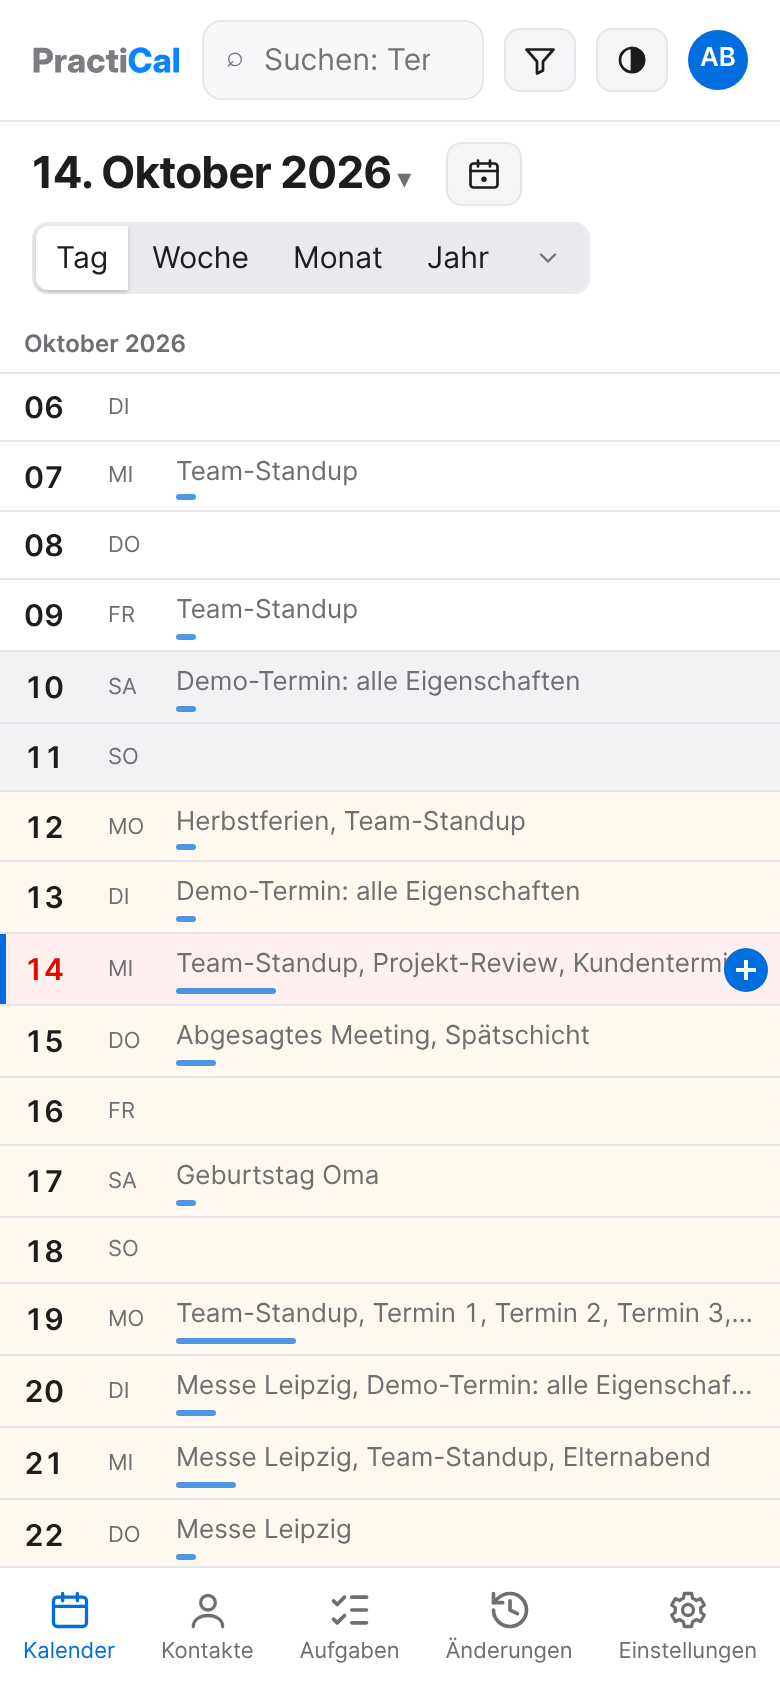 PractiCal
Suchen: Ter
AB
14. Oktober 2026
Tag Woche Monat Jahr
Oktober 2026
06 DI
07 MI Team-Standup
08 DO
09 FR Team-Standup
10 SA Demo-Termin: alle Eigenschaften
11 SO
12 MO Herbstferien, Team-Standup
13 DI Demo-Termin: alle Eigenschaften
14 MI Team-Standup, Projekt-Review, Kundentermi
15 DO Abgesagtes Meeting, Spätschicht
16 FR
17 SA Geburtstag Oma
18 SO
19 MO Team-Standup, Termin 1, Termin 2, Termin 3,...
20 DI Messe Leipzig, Demo-Termin: alle Eigenschaf...
21 MI Messe Leipzig, Team-Standup, Elternabend
22 DO Messe Leipzig
Kalender Kontakte Aufgaben Änderungen Einstellungen